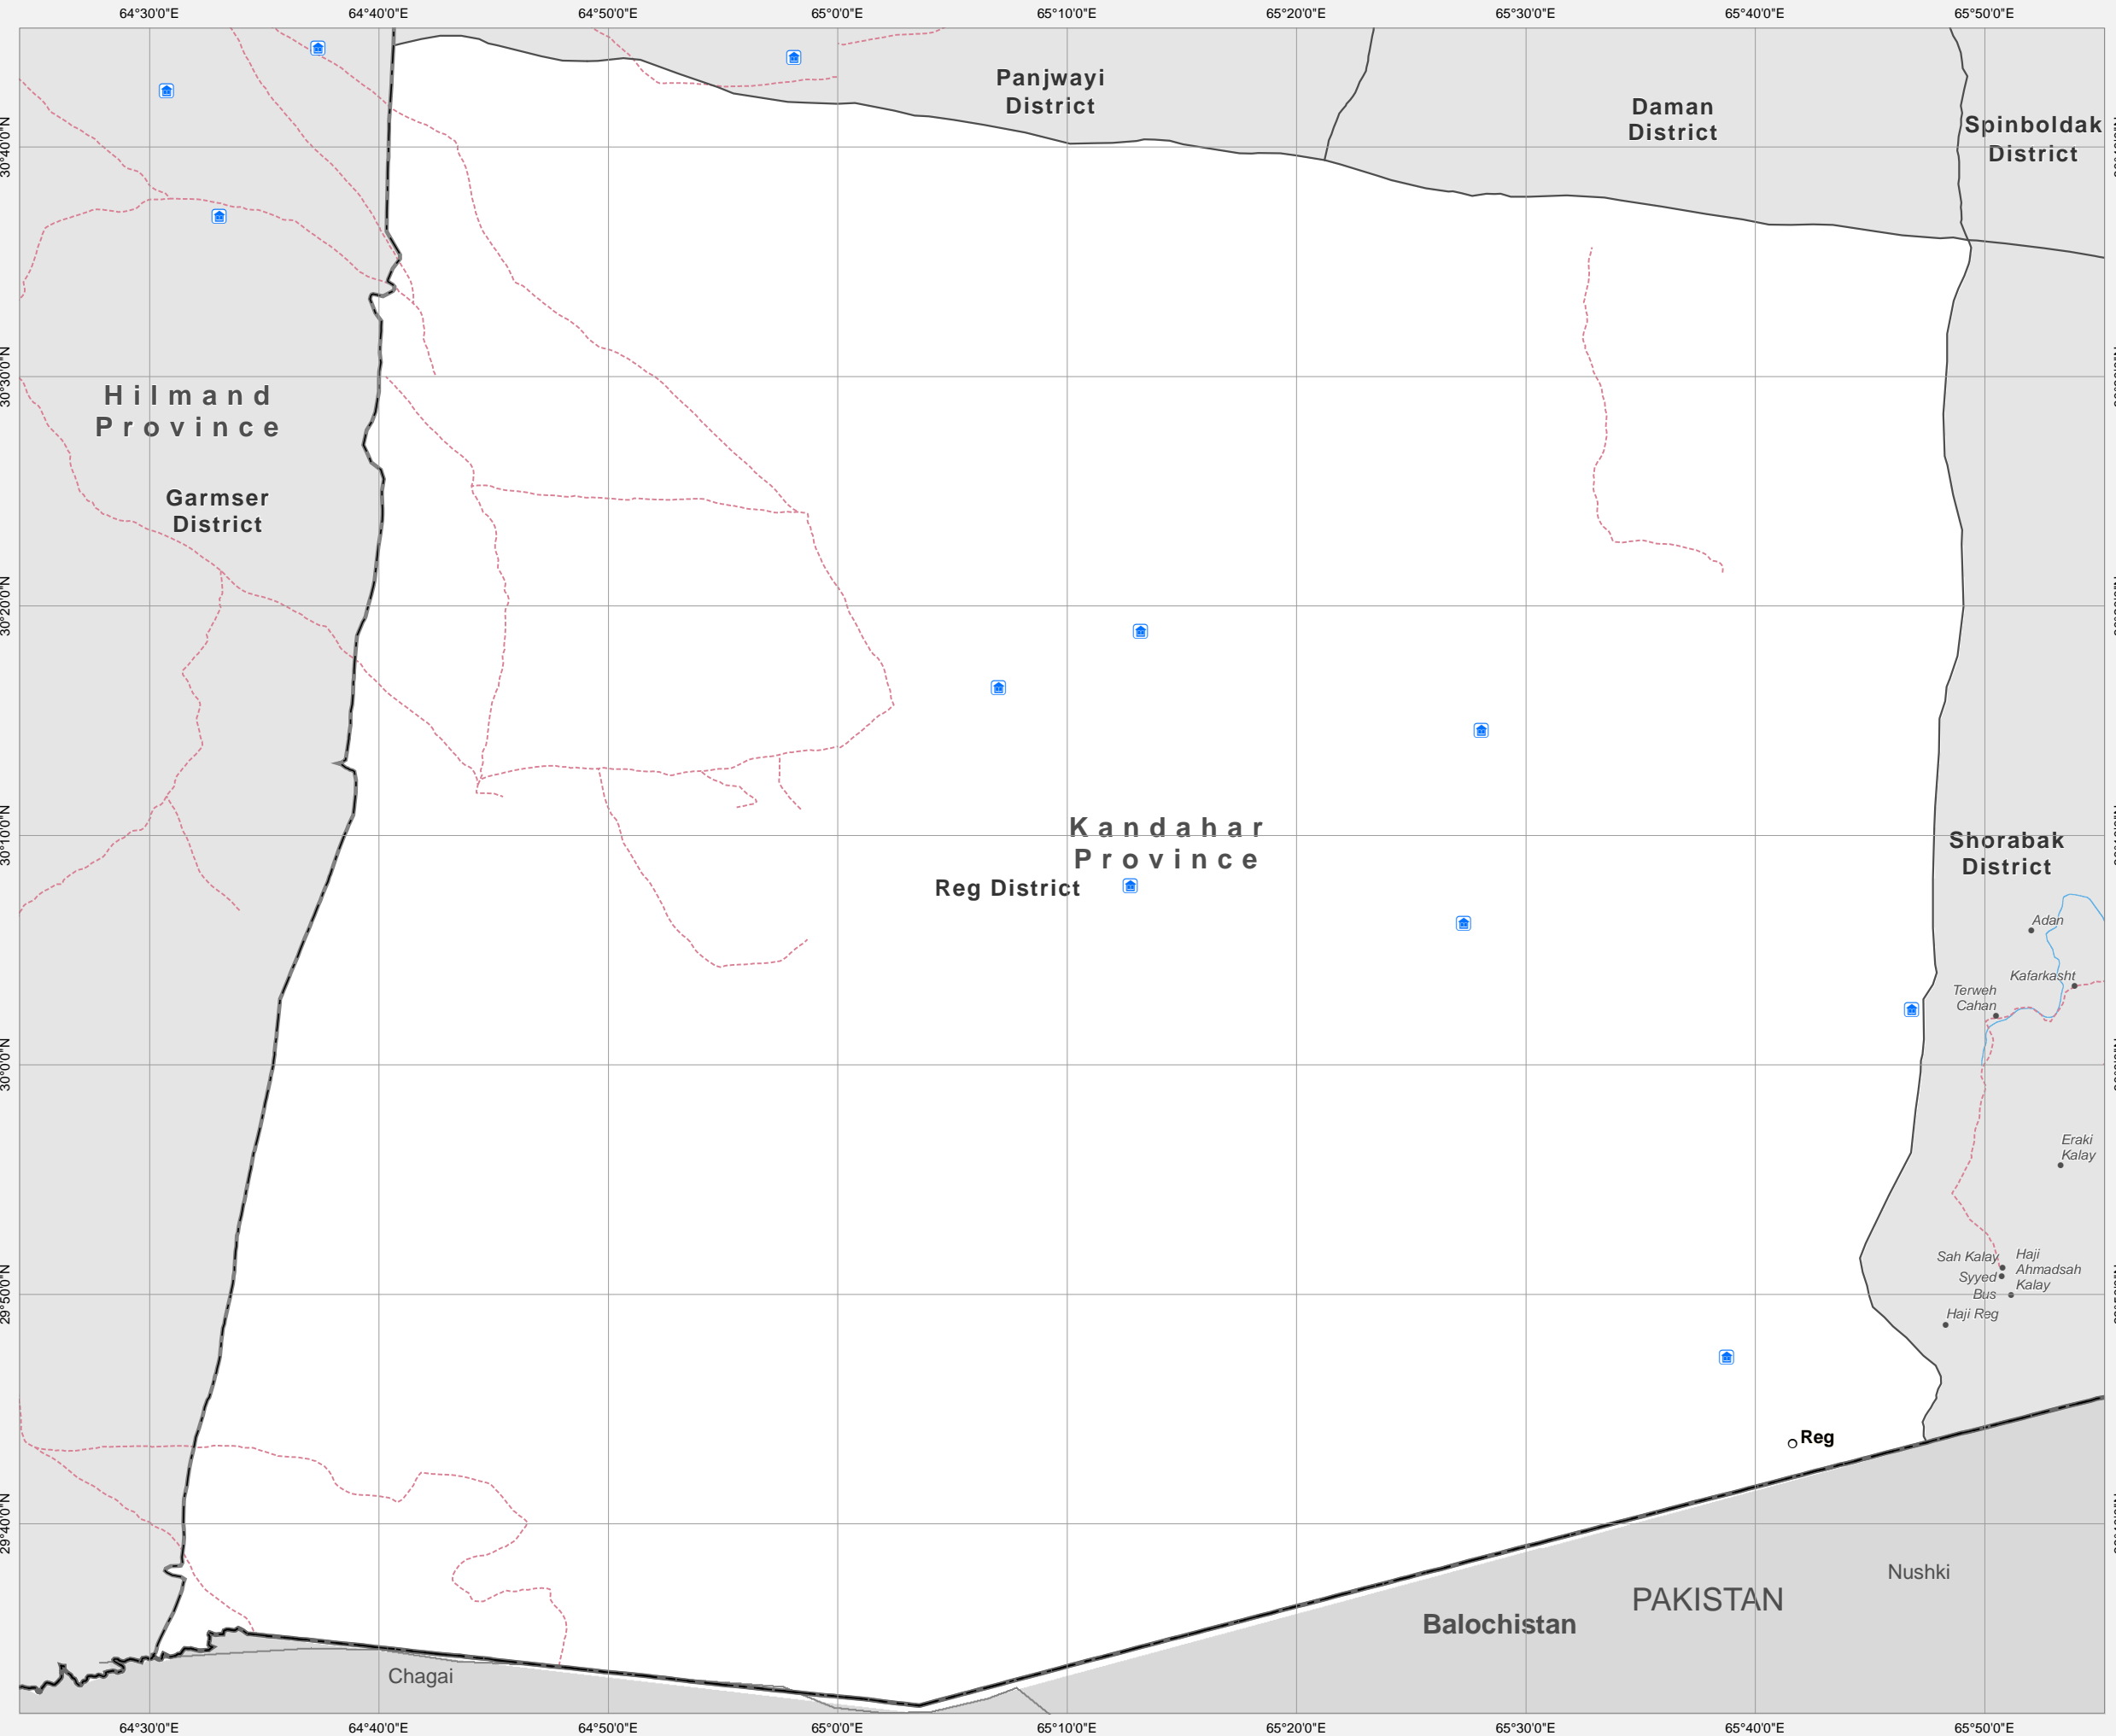 64°30'0"E 64°40'0"E 64°50'0"E 65°0'0"E 65°10'0"E 65°20'0"E 65°30'0"E 65°40'0"E 65°50'0"E
Panjwayi
District
Daman
District
Spinboldak
District
30°40'0"N
30°30'0"N
Hilmand
Province
Garmser
District
30°20'0"N
30°10'0"N
Kandahar
Province
Reg District
Shorabak
District
Adan
Kafarkasht
Terweh
Cahan
30°0'0"N
Eraki
Kalay
Sah Kalay
Haji
Ahmadsah
Kalay
Syyed
Bus
Haji Reg
29°50'0"N
Reg
29°40'0"N
Nushki
PAKISTAN
Balochistan
Chagai
64°30'0"E 64°40'0"E 64°50'0"E 65°0'0"E 65°10'0"E 65°20'0"E 65°30'0"E 65°40'0"E 65°50'0"E